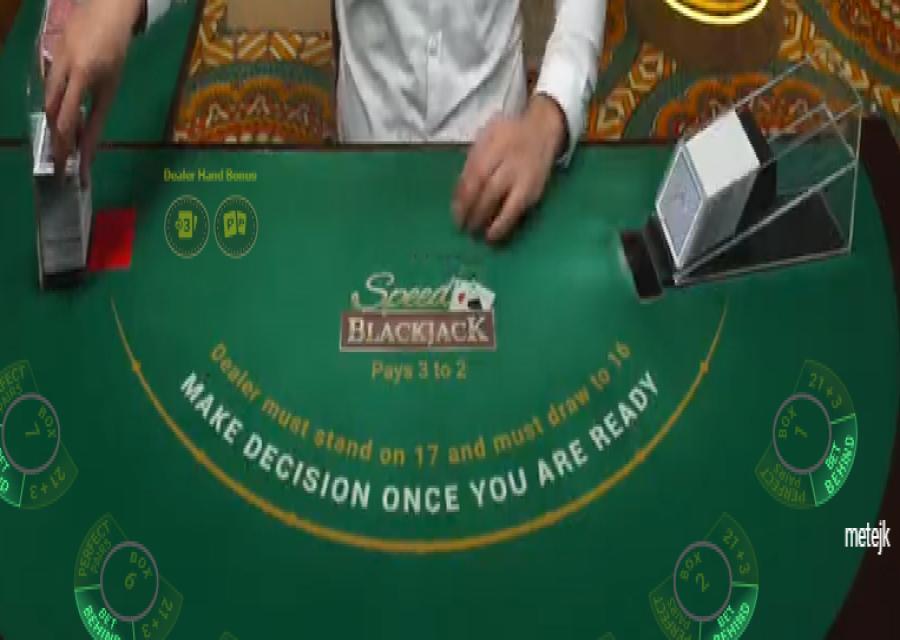 Dealer Hand Bonus
Speed
BLACKJACK
Pays 3 to 2
Dealer must stand on 17 and must draw to 16
MAKE DECISION ONCE YOU ARE READY
PERFECT
PAIRS
BOX
7
21+3
BET
BEHIND
PERFECT
PAIRS
BOX
6
21+3
BET
BEHIND
21+3
BOX
2
PERFECT
PAIRS
BET
BEHIND
21+3
BOX
1
PERFECT
PAIRS
BET
BEHIND
metejk